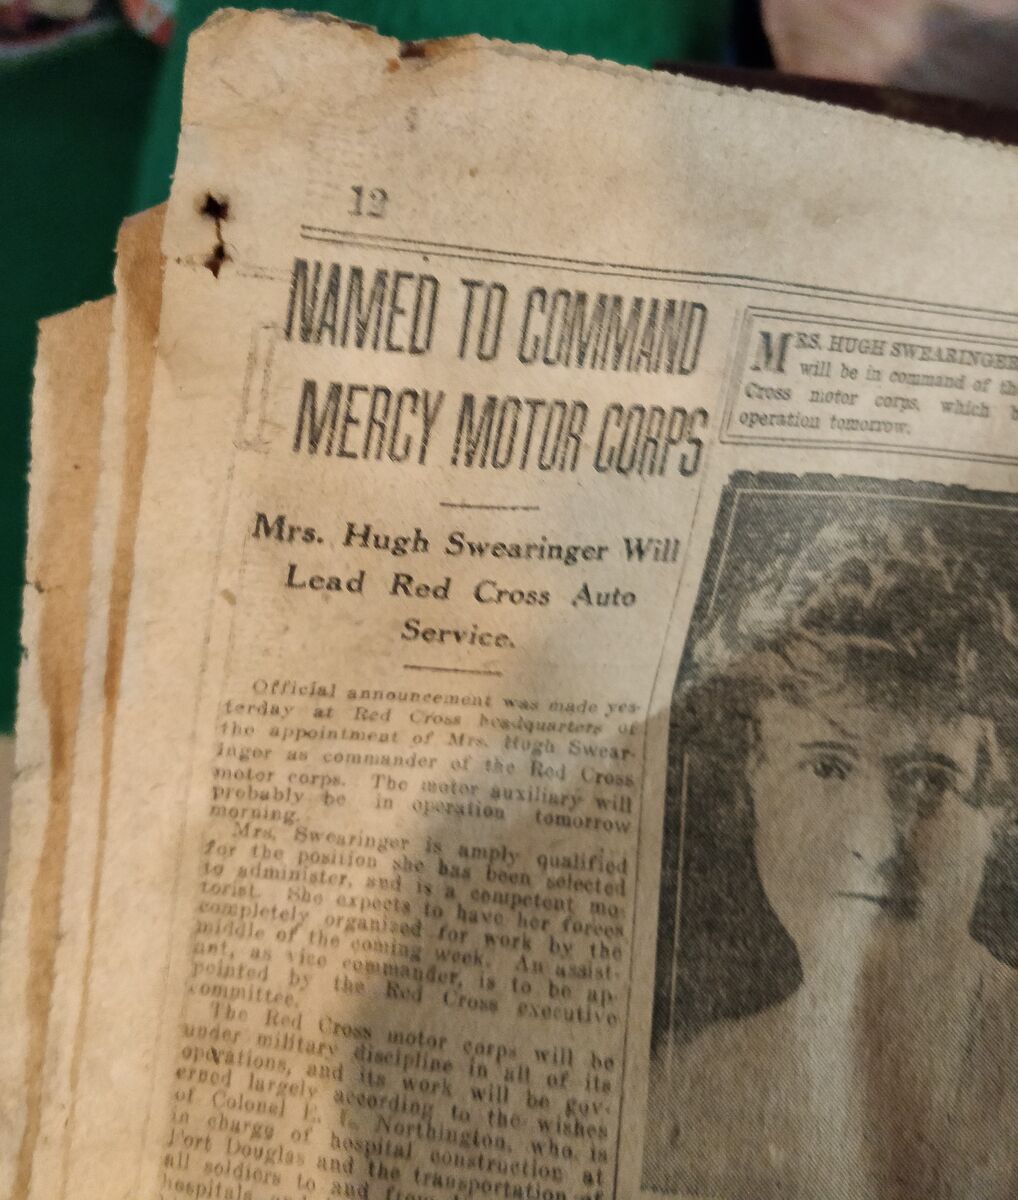 12
NAMED TO COMMAND
MERCY MOTOR CORPS
Mrs. Hugh Swearinger Will
Lead Red Cross Auto
Service.
Official announcement was made yes-
terday at Red Cross headquarters of
the appointment of Mrs. Hugh Swear-
inger as commander of the Red Cross
motor corps. The motor auxiliary will
probably be in operation tomorrow
morning.
Mrs. Swearinger is amply qualified
for the position she has been selected
to administer, and is a competent mo-
torist. She expects to have her forces
completely organized for work by the
middle of the coming week. An assist-
ant, as vice commander, is to be ap-
pointed by the Red Cross executive
committee.
The Red Cross motor corps will be
under military discipline in all of its
operations, and its work will be gov-
erned largely according to the wishes
of Colonel E. Northington, who is
in charge of hospital construction at
Fort Douglas and the transportation of
all soldiers to and from
hospitals
MRS. HUGH SWEARINGER
will be in command of the
Cross motor corps, which
operation tomorrow.